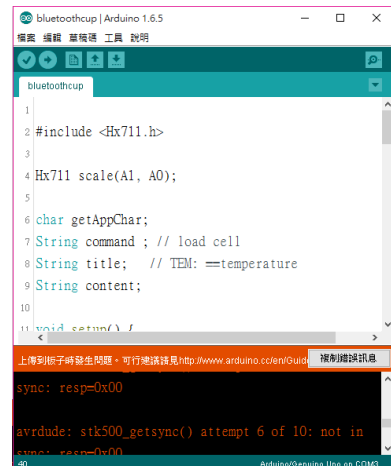 bluetoothcup | Arduino 1.6.5
檔案 編輯 草稿碼 工具 說明
bluetoothcup
1
2 #include <Hx711.h>
3
4 Hx711 scale(A1, A0);
5
6 char getAppChar;
7 String command ; // load cell
8 String title;   // TEM: ==temperature
9 String content;
10
11 void setup() {
上傳到板子時發生問題。可行建議請見http://www.arduino.cc/en/Guid
複製錯誤訊息
sync: resp=0x00
avrdude: stk500_getsync() attempt 6 of 10: not in
sync: resp=0x00
40 Arduino/Genuino Uno on COM3